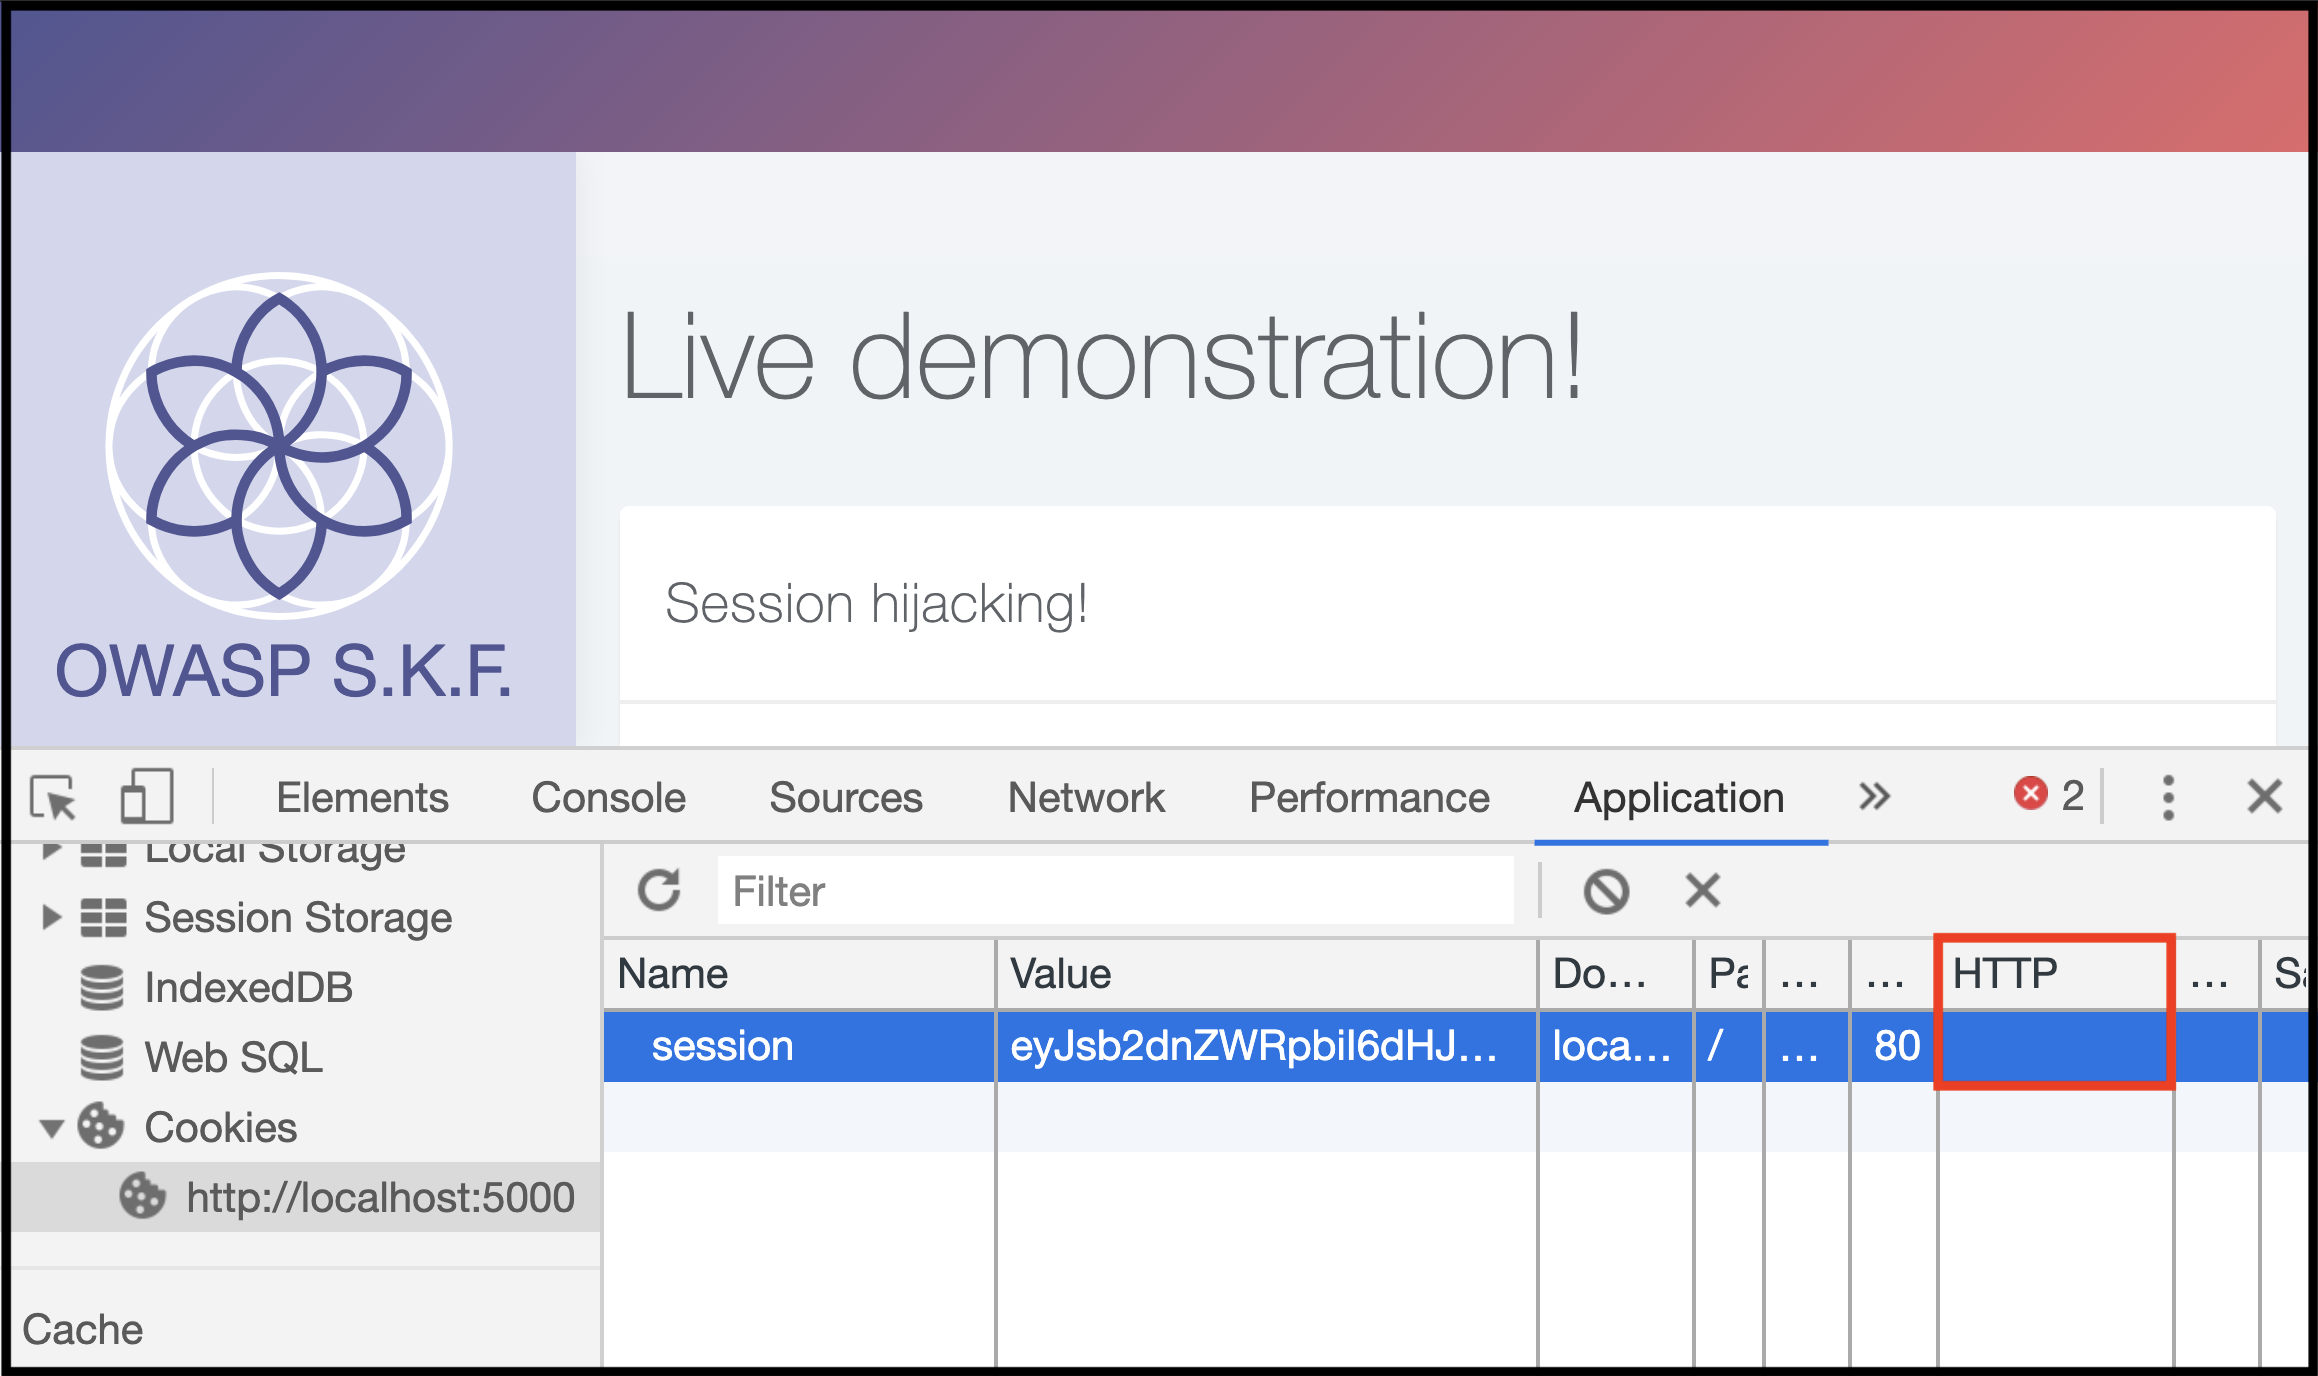 Live demonstration!
Session hijacking!
OWASP S.K.F.
Elements Console Sources Network Performance Application 2
Local Storage
Session Storage
IndexedDB
Web SQL
Cookies
http://localhost:5000
Cache
Filter
Name Value Do... Pa ... ... HTTP ... Sa
session eyJsb2dnZWRpbiI6dHJ... loca... / ... 80